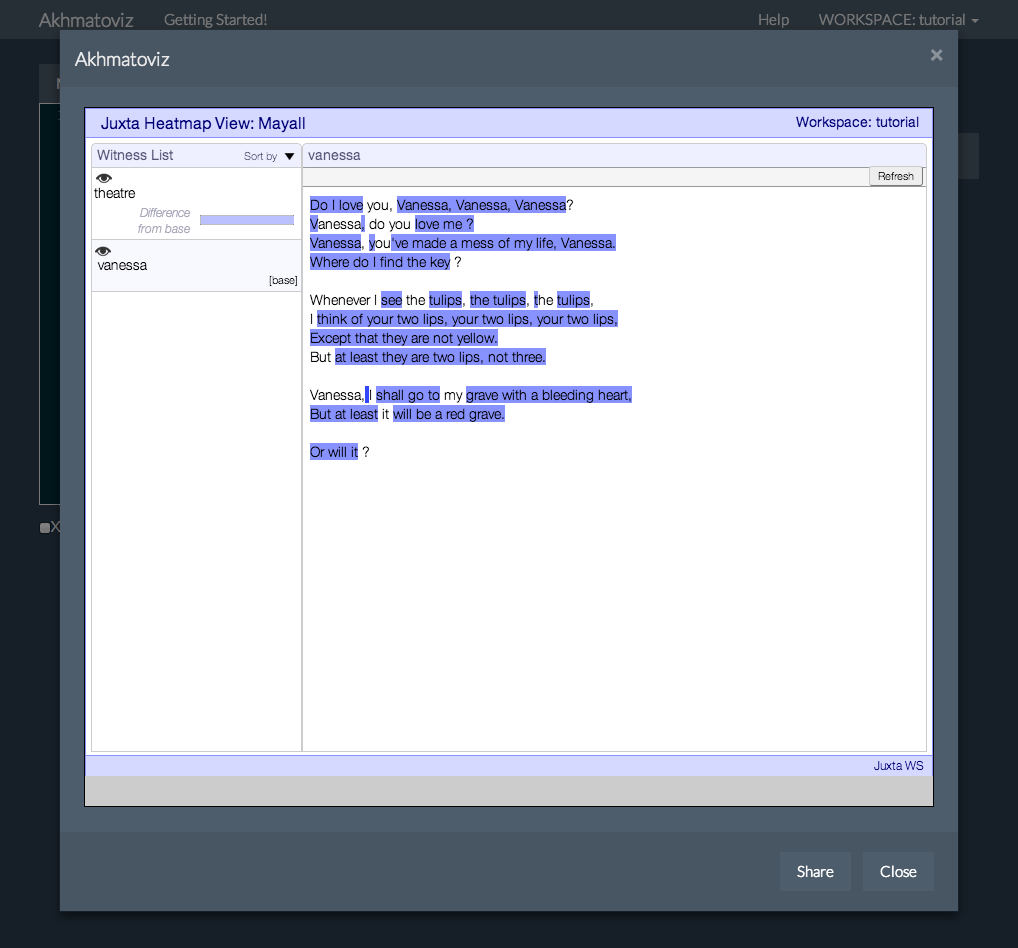 Akhmatoviz Getting Started! Help WORKSPACE: tutorial
Akhmatoviz ×
Juxta Heatmap View: Mayall Workspace: tutorial
Witness List Sort by vanessa
Refresh
theatre
Difference
from base
vanessa
[base]
Do I love you, Vanessa, Vanessa, Vanessa?
Vanessa, do you love me ?
Vanessa, you've made a mess of my life, Vanessa.
Where do I find the key ?
Whenever I see the tulips, the tulips, the tulips,
I think of your two lips, your two lips, your two lips,
Except that they are not yellow.
But at least they are two lips, not three.
Vanessa, I shall go to my grave with a bleeding heart,
But at least it will be a red grave.
Or will it ?
X
Juxta WS
Share Close